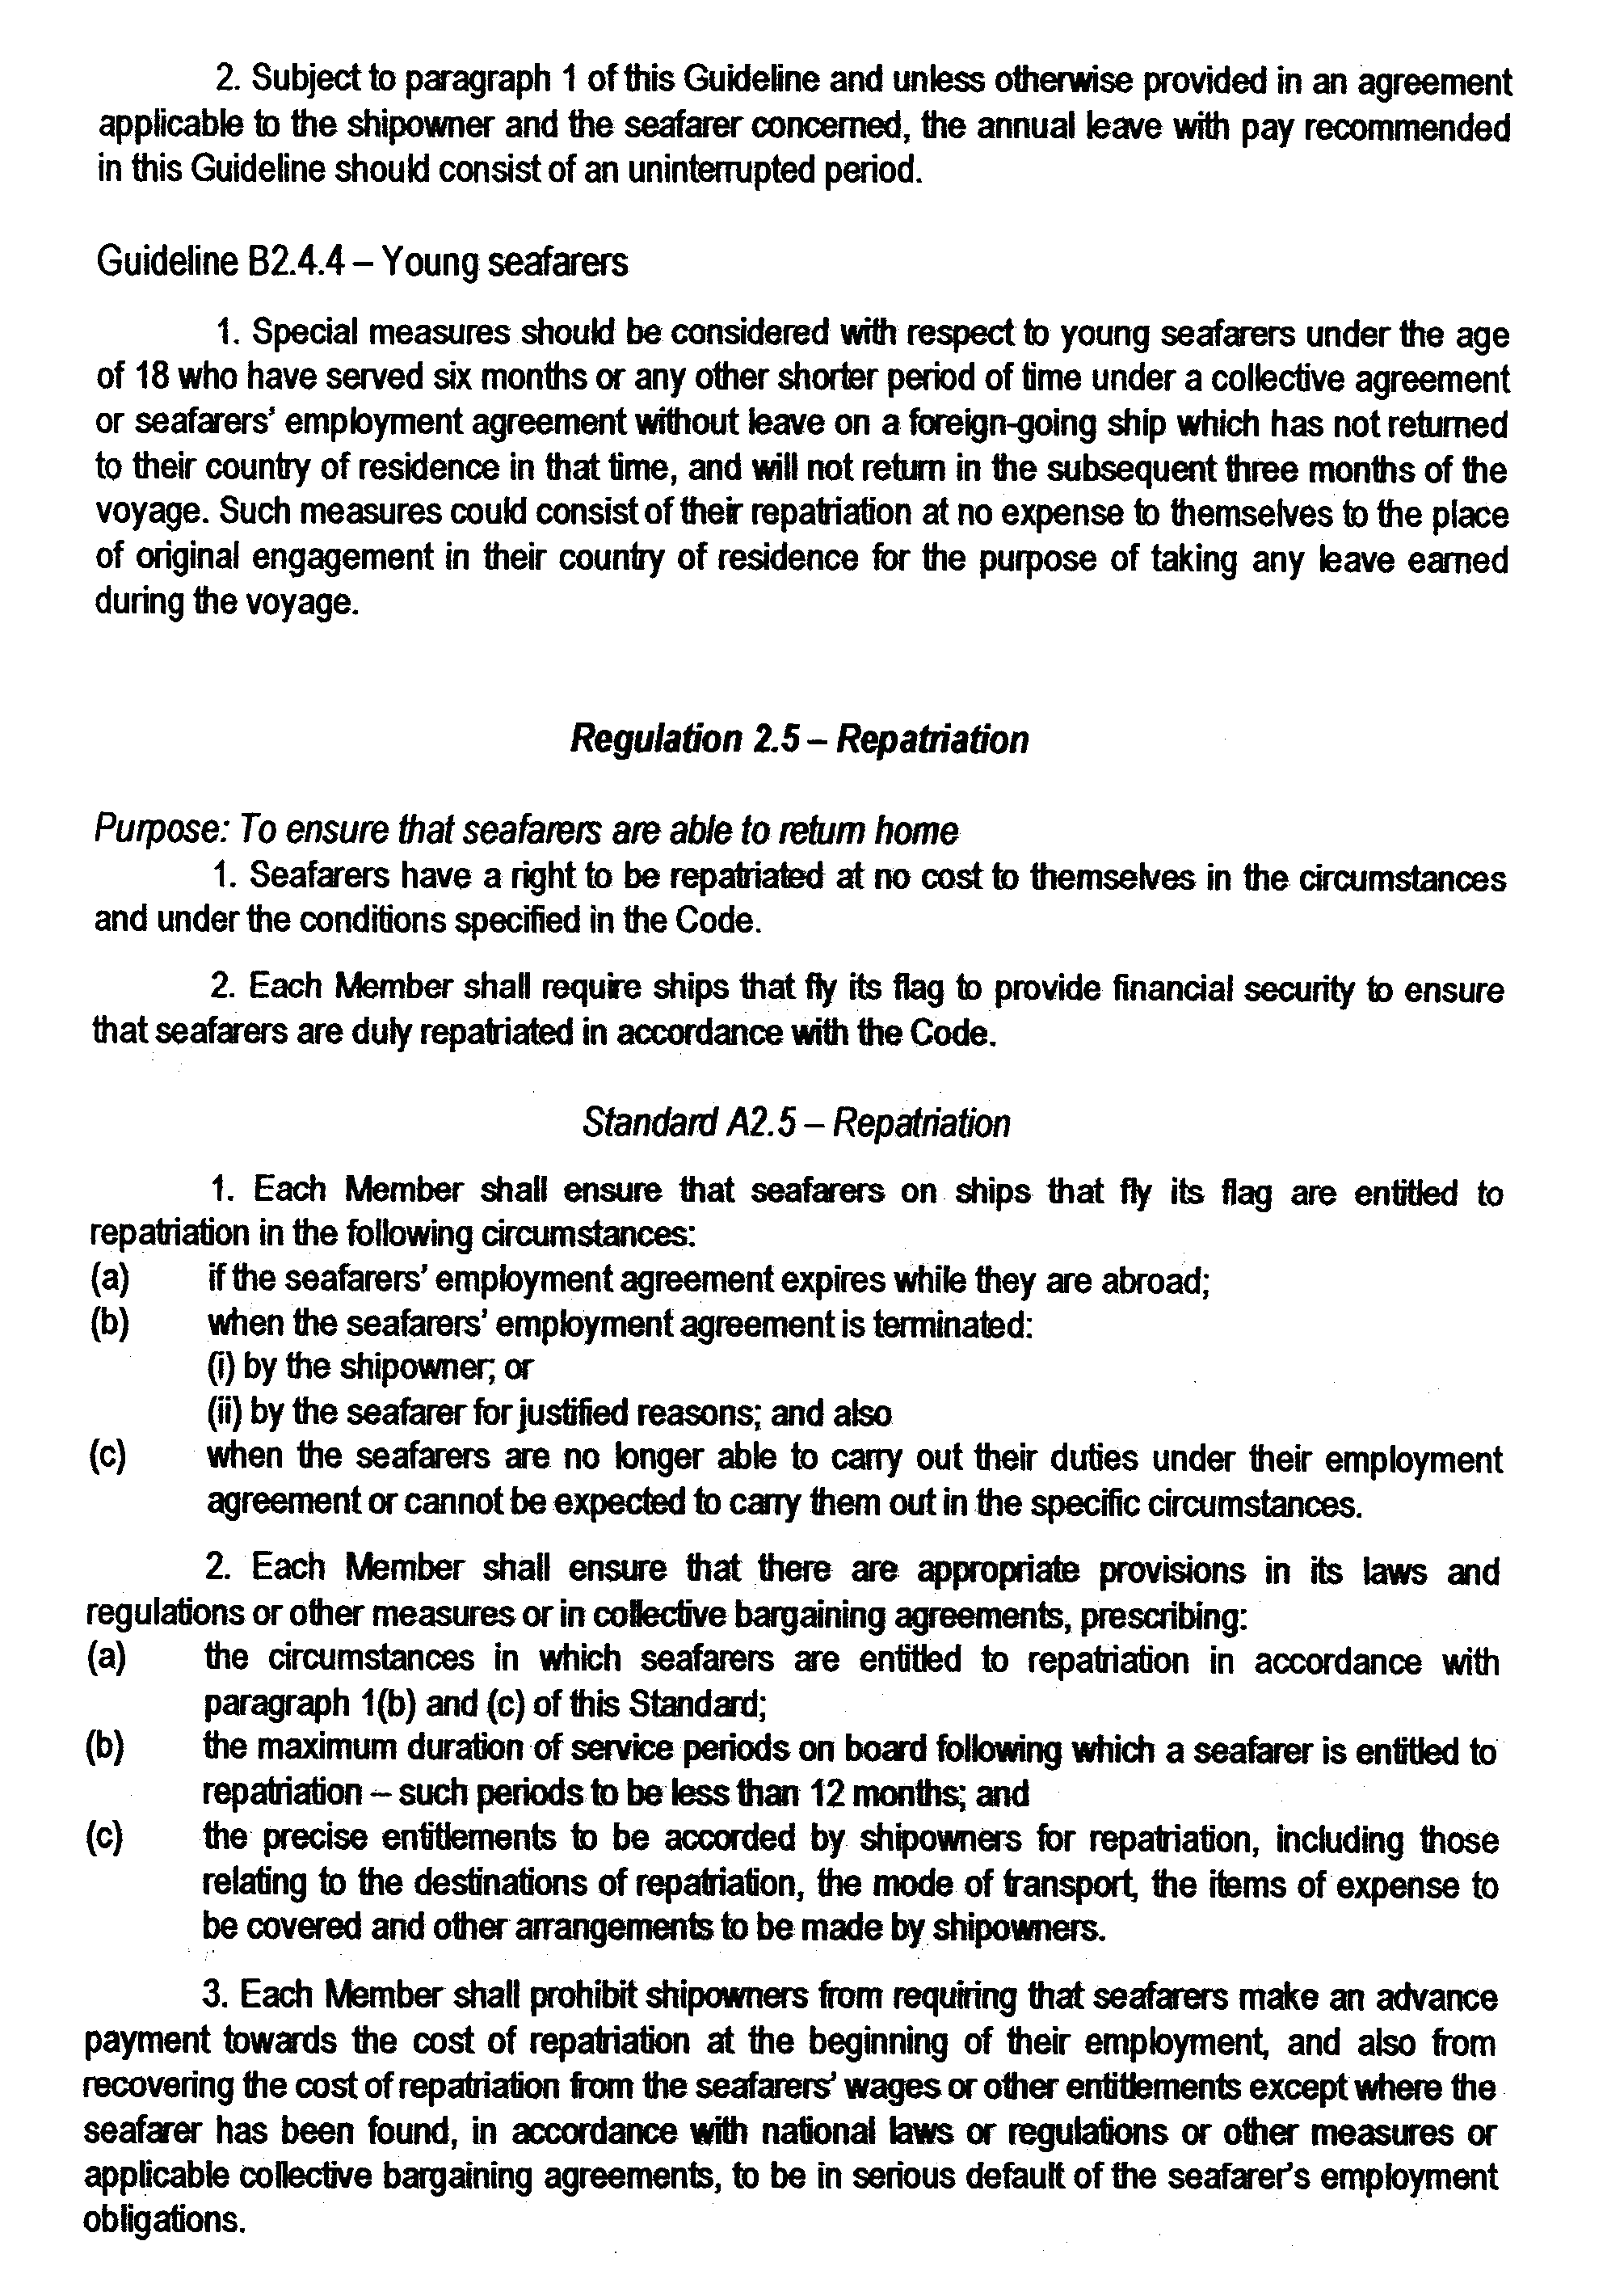 2. Subject to paragraph 1 of this Guideline and unless otherwise provided in an agreement
applicable to the shipowner and the seafarer concerned, the annual leave with pay recommended
in this Guideline should consist of an uninterrupted period.
Guideline B2.4.4 – Young seafarers
1. Special measures should be considered with respect to young seafarers under the age
of 18 who have served six months or any other shorter period of time under a collective agreement
or seafarers' employment agreement without leave on a foreign-going ship which has not returned
to their country of residence in that time, and will not return in the subsequent three months of the
voyage. Such measures could consist of their repatriation at no expense to themselves to the place
of original engagement in their country of residence for the purpose of taking any leave earned
during the voyage.
Regulation 2.5 – Repatriation
Purpose: To ensure that seafarers are able to return home
1. Seafarers have a right to be repatriated at no cost to themselves in the circumstances
and under the conditions specified in the Code.
2. Each Member shall require ships that fly its flag to provide financial security to ensure
that seafarers are duly repatriated in accordance with the Code.
Standard A2.5 – Repatriation
1. Each Member shall ensure that seafarers on ships that fly its flag are entitled to
repatriation in the following circumstances:
(a) if the seafarers' employment agreement expires while they are abroad;
(b) when the seafarers' employment agreement is terminated:
(i) by the shipowner; or
(ii) by the seafarer for justified reasons; and also
(c) when the seafarers are no longer able to carry out their duties under their employment
agreement or cannot be expected to carry them out in the specific circumstances.
2. Each Member shall ensure that there are appropriate provisions in its laws and
regulations or other measures or in collective bargaining agreements, prescribing:
(a) the circumstances in which seafarers are entitled to repatriation in accordance with
paragraph 1(b) and (c) of this Standard;
(b) the maximum duration of service periods on board following which a seafarer is entitled to
repatriation – such periods to be less than 12 months; and
(c) the precise entitlements to be accorded by shipowners for repatriation, including those
relating to the destinations of repatriation, the mode of transport, the items of expense to
be covered and other arrangements to be made by shipowners.
3. Each Member shall prohibit shipowners from requiring that seafarers make an advance
payment towards the cost of repatriation at the beginning of their employment, and also from
recovering the cost of repatriation from the seafarers' wages or other entitlements except where the
seafarer has been found, in accordance with national laws or regulations or other measures or
applicable collective bargaining agreements, to be in serious default of the seafarer's employment
obligations.